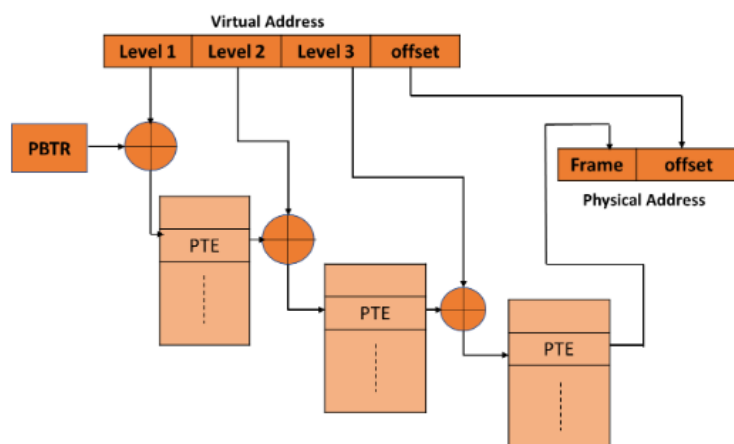 Virtual Address
Level 1 Level 2 Level 3 offset
PBTR
Frame offset
Physical Address
PTE
PTE
PTE